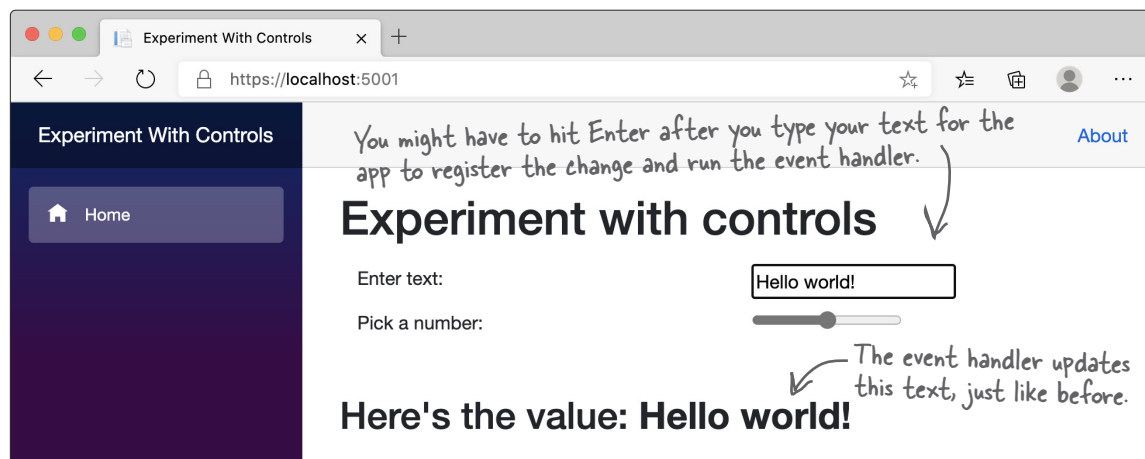 Experiment With Controls
https://localhost:5001
Experiment With Controls
You might have to hit Enter after you type your text for the
app to register the change and run the event handler.
About
Home
Experiment with controls
Enter text:
Hello world!
Pick a number:
The event handler updates
this text, just like before.
Here's the value: Hello world!